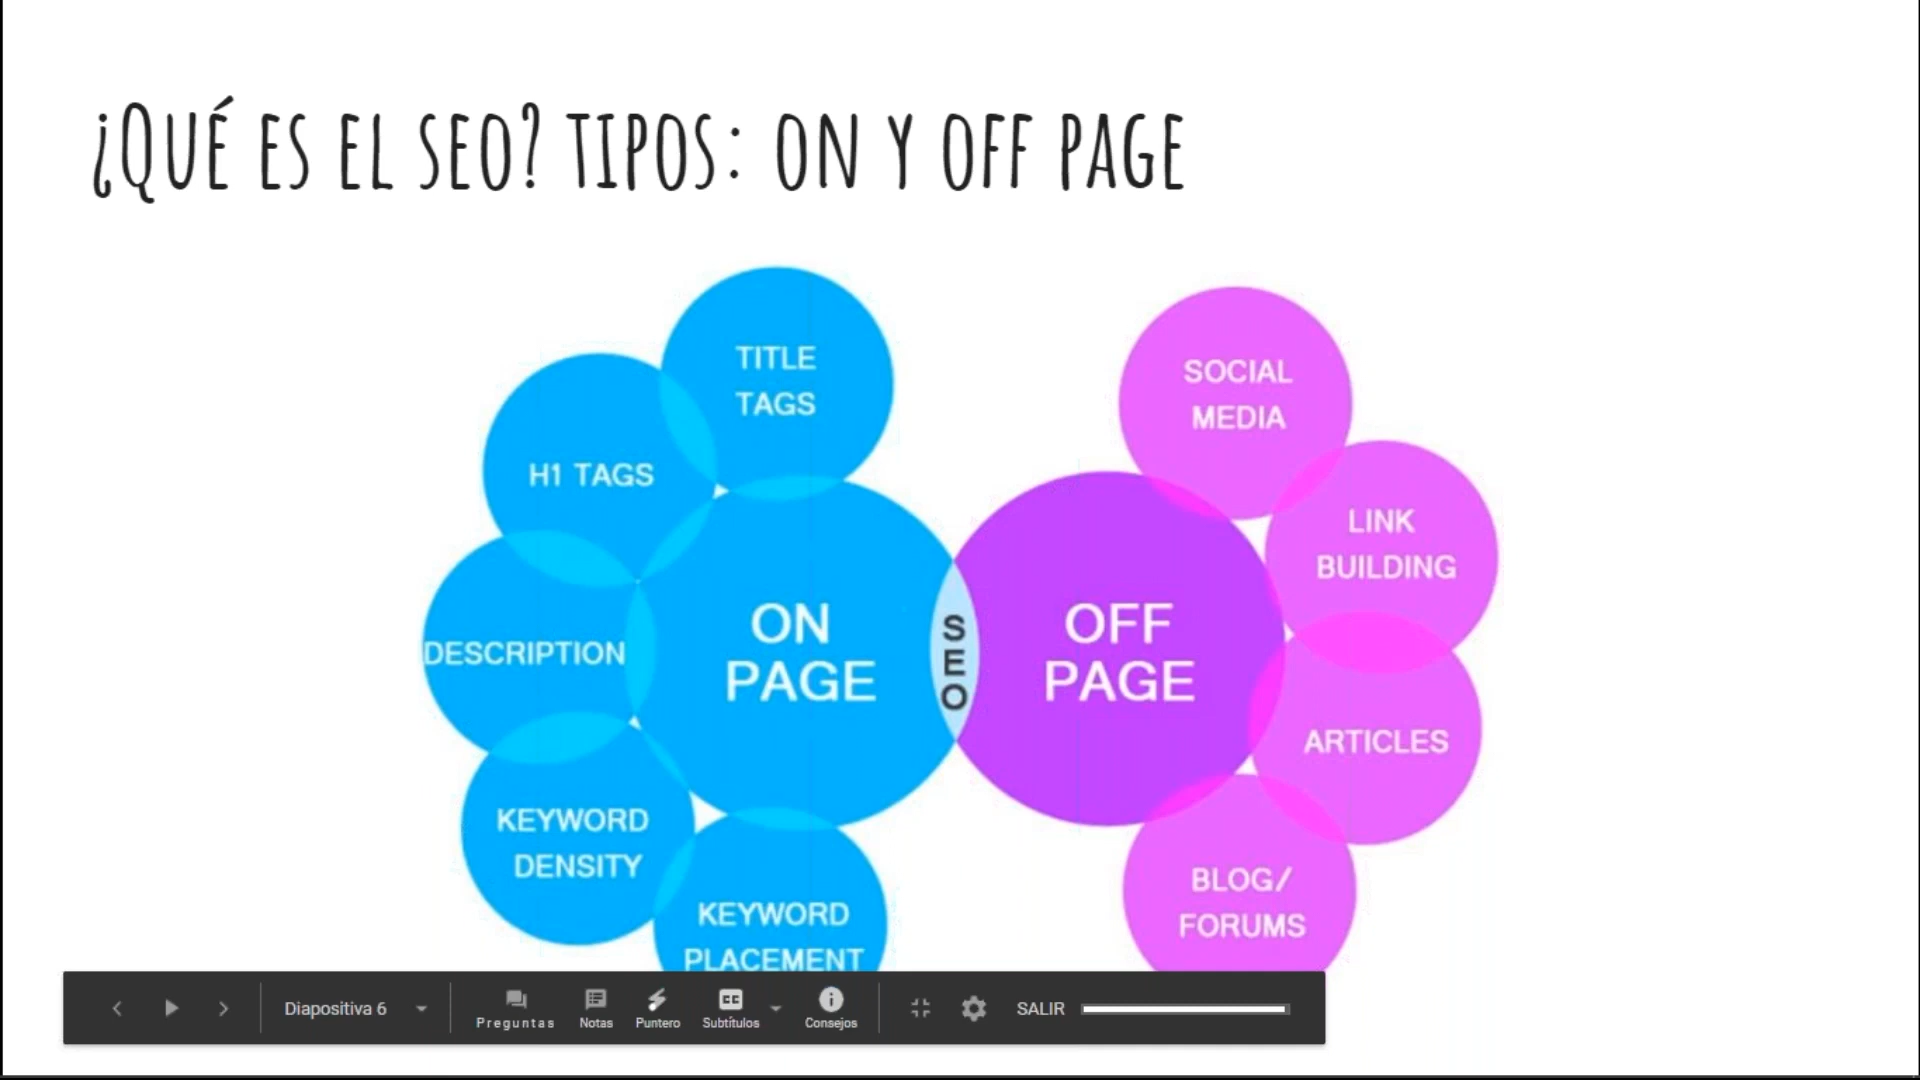 ¿Qué es el SEO? tipos: on y off page
TITLE
TAGS
H1 TAGS
DESCRIPTION
KEYWORD
DENSITY
KEYWORD
PLACEMENT
ON
PAGE
S
E
O
OFF
PAGE
SOCIAL
MEDIA
LINK
BUILDING
ARTICLES
BLOG/
FORUMS
Diapositiva 6
Preguntas
Notas
Puntero
CC
Subtítulos
Consejos
SALIR